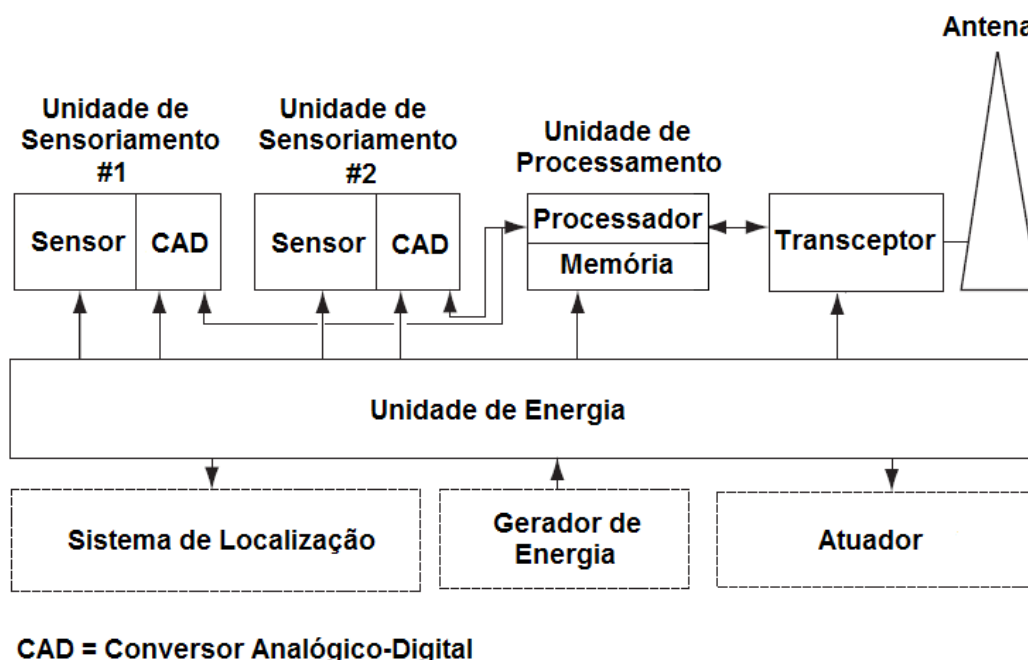 Antena
Unidade de
Sensoriamento
#1
Unidade de
Sensoriamento
#2
Unidade de
Processamento
Sensor
CAD
Sensor
CAD
Processador
Memória
Transceptor
Unidade de Energia
Sistema de Localização
Gerador de
Energia
Atuador
CAD = Conversor Analógico-Digital